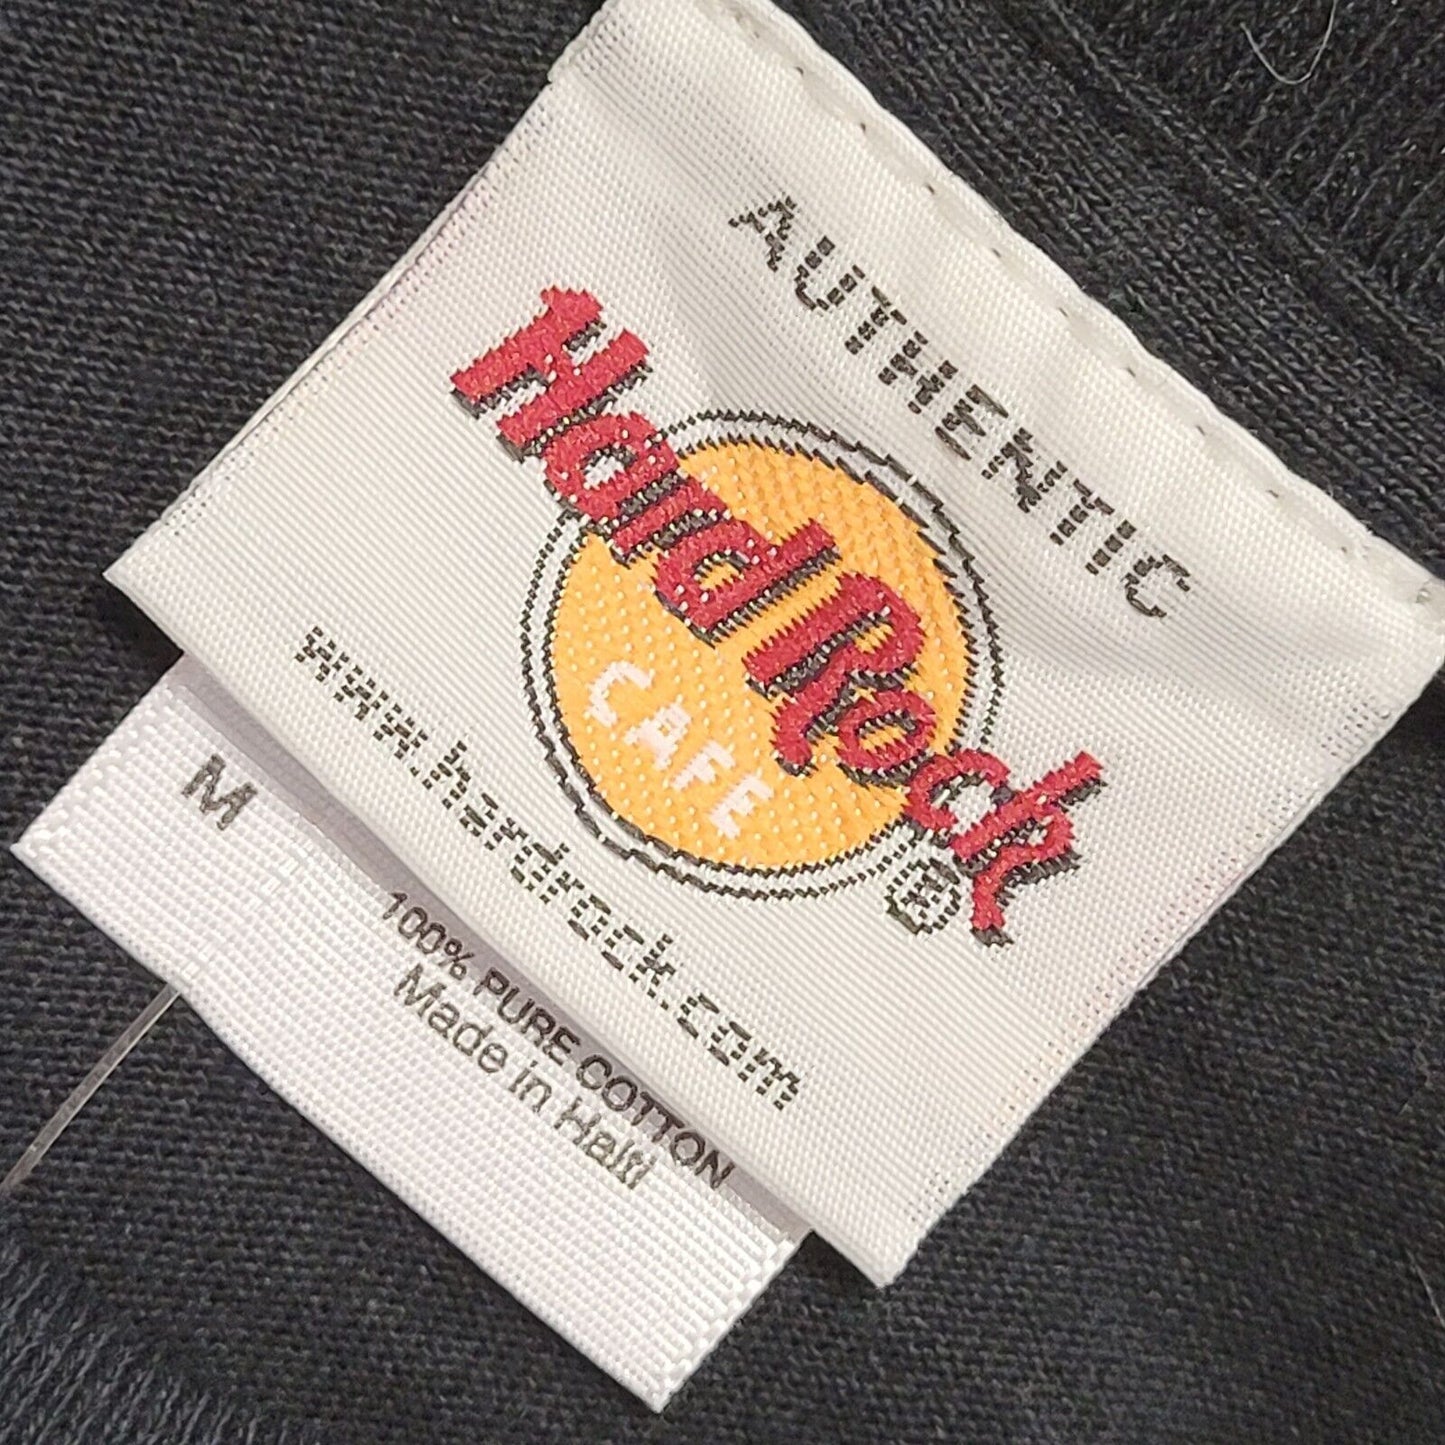 AUTHENTIC
Hard Rock
CAFE
®
www.hardrock.com
M
100% PURE COTTON
Made in Haiti